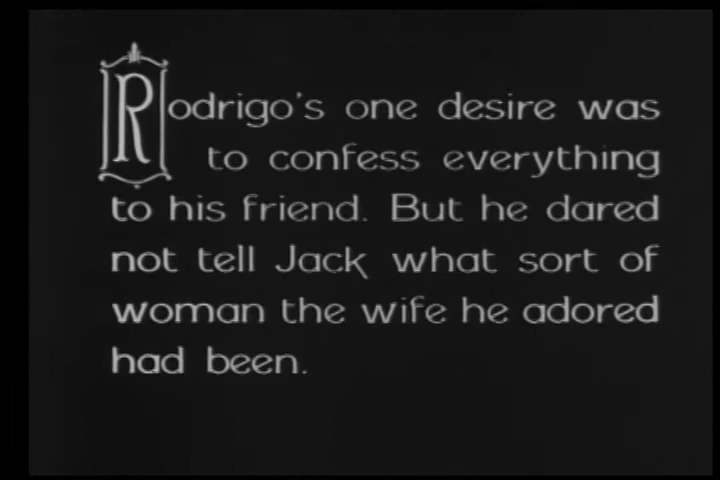 Rodrigo's one desire was
to confess everything
to his friend. But he dared
not tell Jack what sort of
woman the wife he adored
had been.